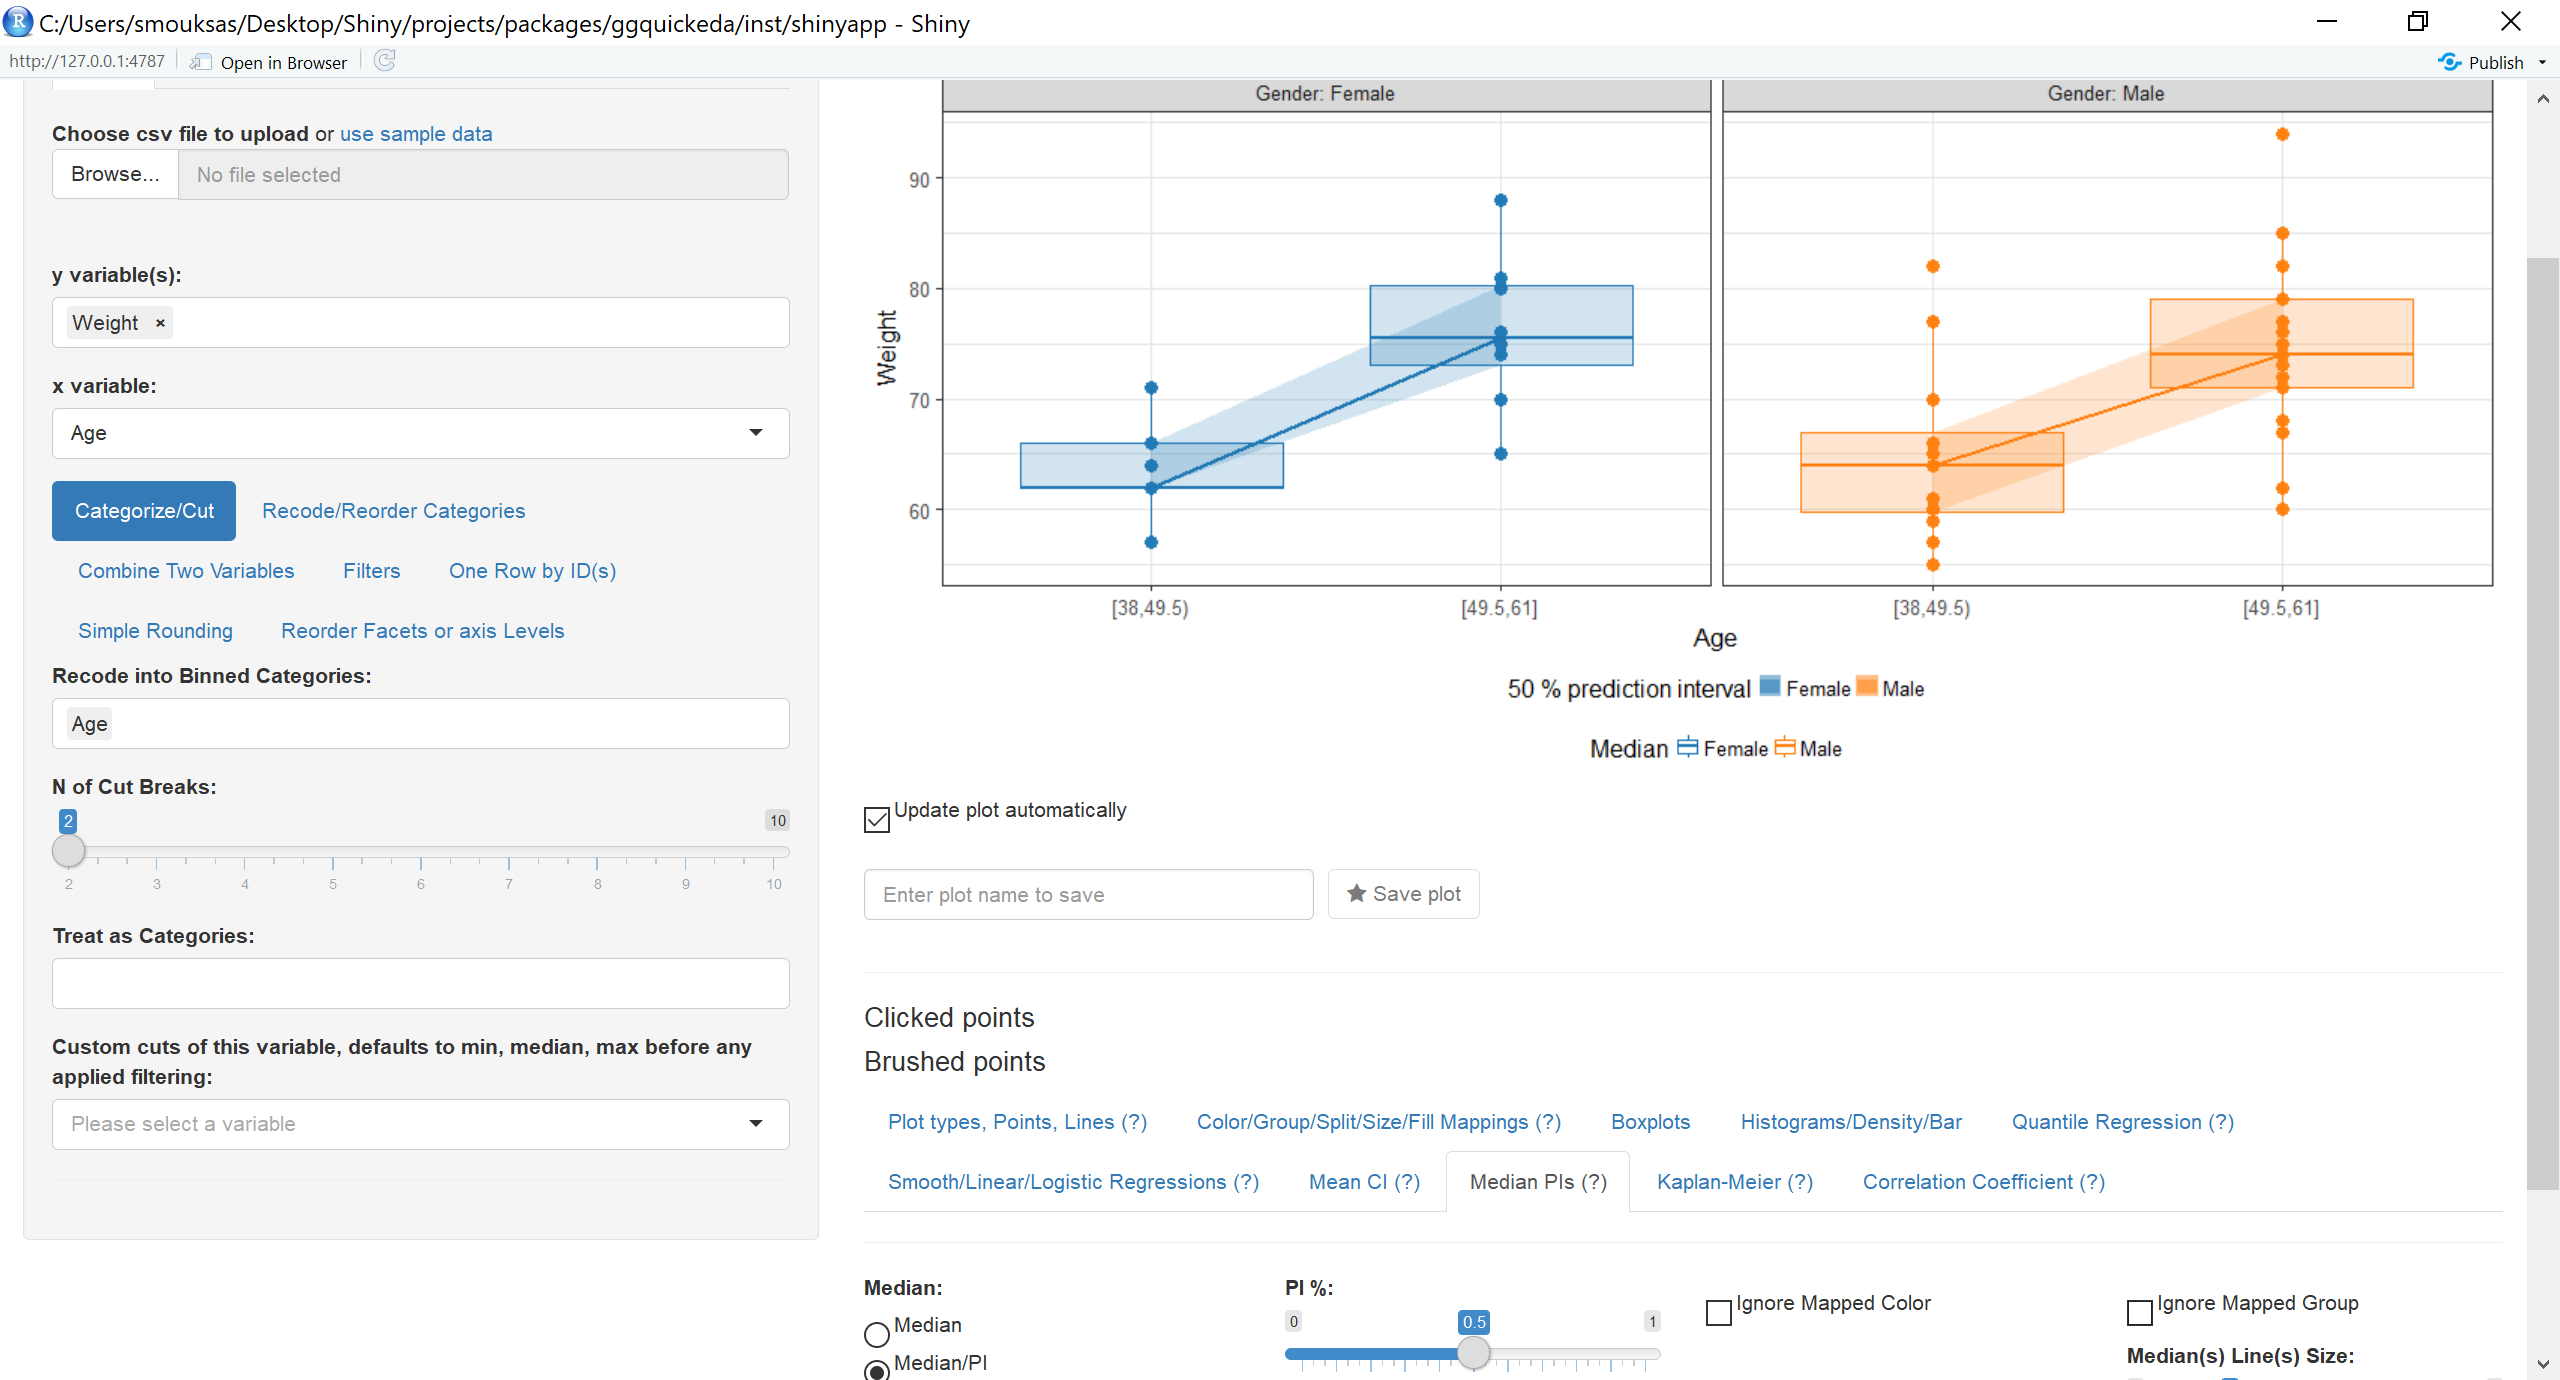 C:/Users/smouksas/Desktop/Shiny/projects/packages/ggquickeda/inst/shinyapp - Shiny
http://127.0.0.1:4787 Open in Browser Publish
Choose csv file to upload or use sample data
Browse... No file selected
y variable(s):
Weight ×
x variable:
Age
Categorize/Cut Recode/Reorder Categories
Combine Two Variables Filters One Row by ID(s)
Simple Rounding Reorder Facets or axis Levels
Recode into Binned Categories:
Age
N of Cut Breaks:
2 10
2 3 4 5 6 7 8 9 10
Treat as Categories:
Custom cuts of this variable, defaults to min, median, max before any
applied filtering:
Please select a variable
Gender: Female Gender: Male
90
80
70
60
Weight
[38,49.5) [49.5,61] [38,49.5) [49.5,61]
Age
50 % prediction interval Female Male
Median Female Male
Update plot automatically
Enter plot name to save Save plot
Clicked points
Brushed points
Plot types, Points, Lines (?) Color/Group/Split/Size/Fill Mappings (?) Boxplots Histograms/Density/Bar Quantile Regression (?)
Smooth/Linear/Logistic Regressions (?) Mean CI (?) Median PIs (?) Kaplan-Meier (?) Correlation Coefficient (?)
Median:
Median
Median/PI
PI %:
0 0.5 1
Ignore Mapped Color
Ignore Mapped Group
Median(s) Line(s) Size: